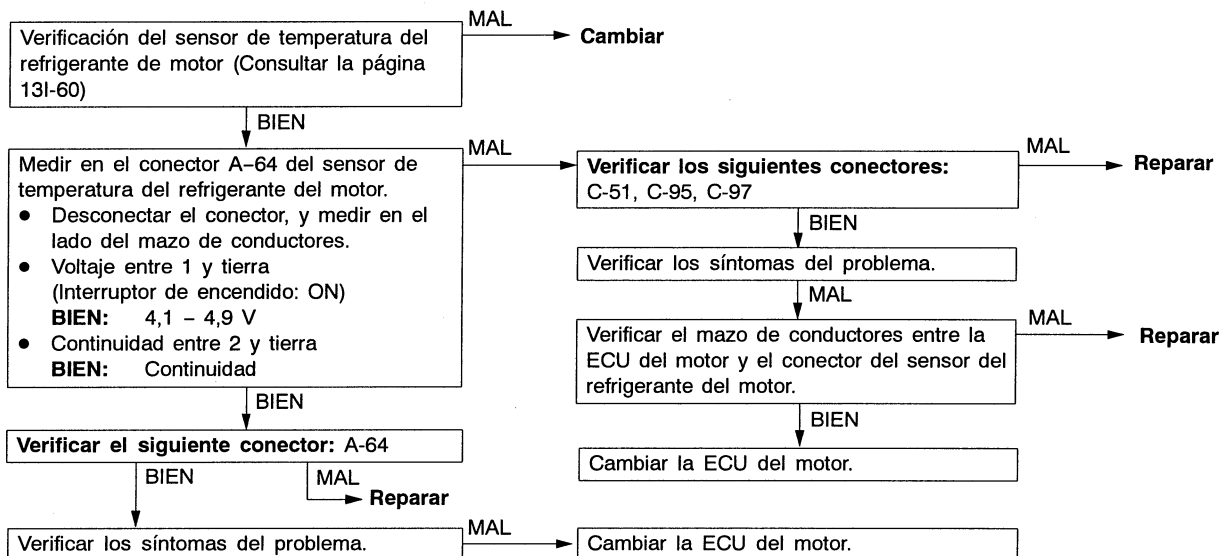 Verificación del sensor de temperatura del
refrigerante de motor (Consultar la página
13I-60)
MAL
Cambiar
BIEN
Medir en el conector A–64 del sensor de
temperatura del refrigerante del motor.
● Desconectar el conector, y medir en el
lado del mazo de conductores.
● Voltaje entre 1 y tierra
(Interruptor de encendido: ON)
BIEN: 4,1 – 4,9 V
● Continuidad entre 2 y tierra
BIEN: Continuidad
MAL
Verificar los siguientes conectores:
C-51, C-95, C-97
MAL
Reparar
BIEN
Verificar los síntomas del problema.
MAL
Verificar el mazo de conductores entre la
ECU del motor y el conector del sensor del
refrigerante del motor.
MAL
Reparar
BIEN
Cambiar la ECU del motor.
BIEN
Verificar el siguiente conector: A-64
BIEN
MAL
Reparar
Verificar los síntomas del problema.
MAL
Cambiar la ECU del motor.